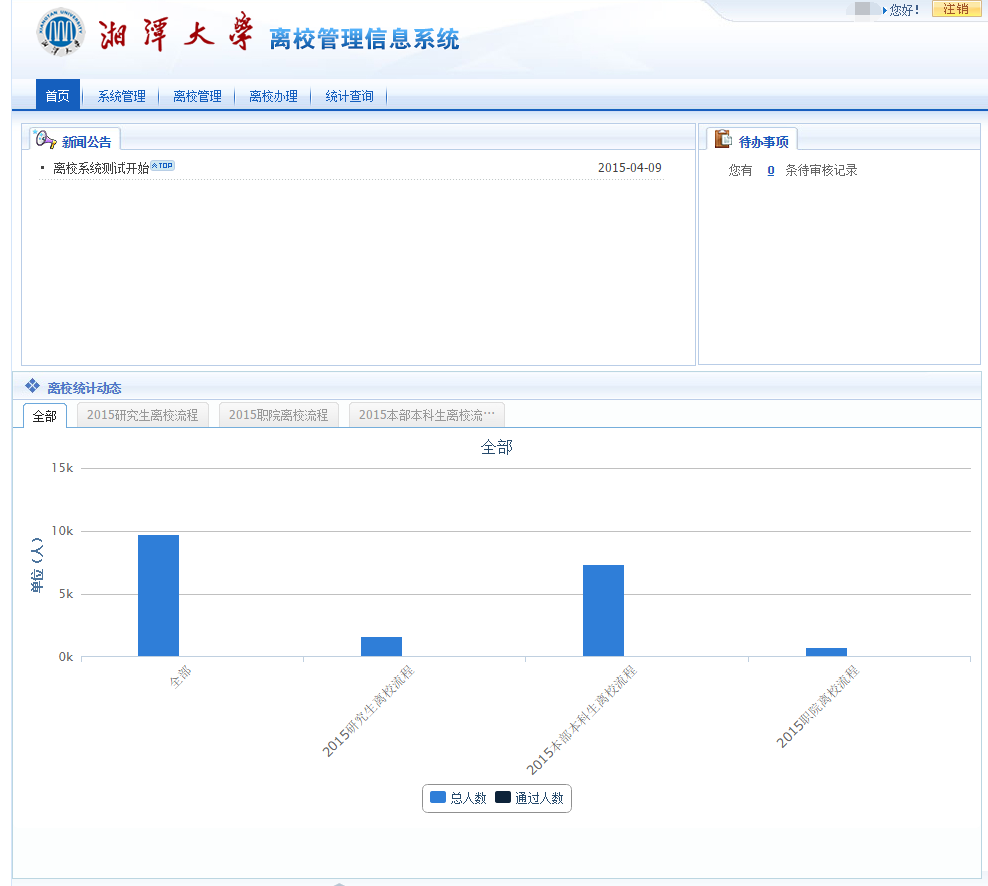 湘潭大学 离校管理信息系统
您好！ 注销
首页 系统管理 离校管理 离校办理 统计查询
新闻公告
离校系统测试开始 TOP 2015-04-09
待办事项
您有 0 条待审核记录
离校统计动态
全部 2015研究生离校流程 2015职院离校流程 2015本部本科生离校流…
全部
单位（人）
15k
10k
5k
0k
全部
2015研究生离校流程
2015本部本科生离校流程
2015职院离校流程
总人数 通过人数